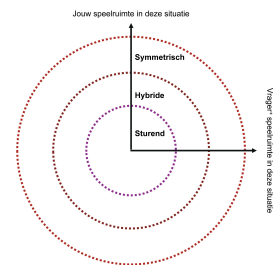 Jouw speelruimte in deze situatie
Symmetrisch
Hybride
Sturend
Vrager' speelruimte in deze situatie